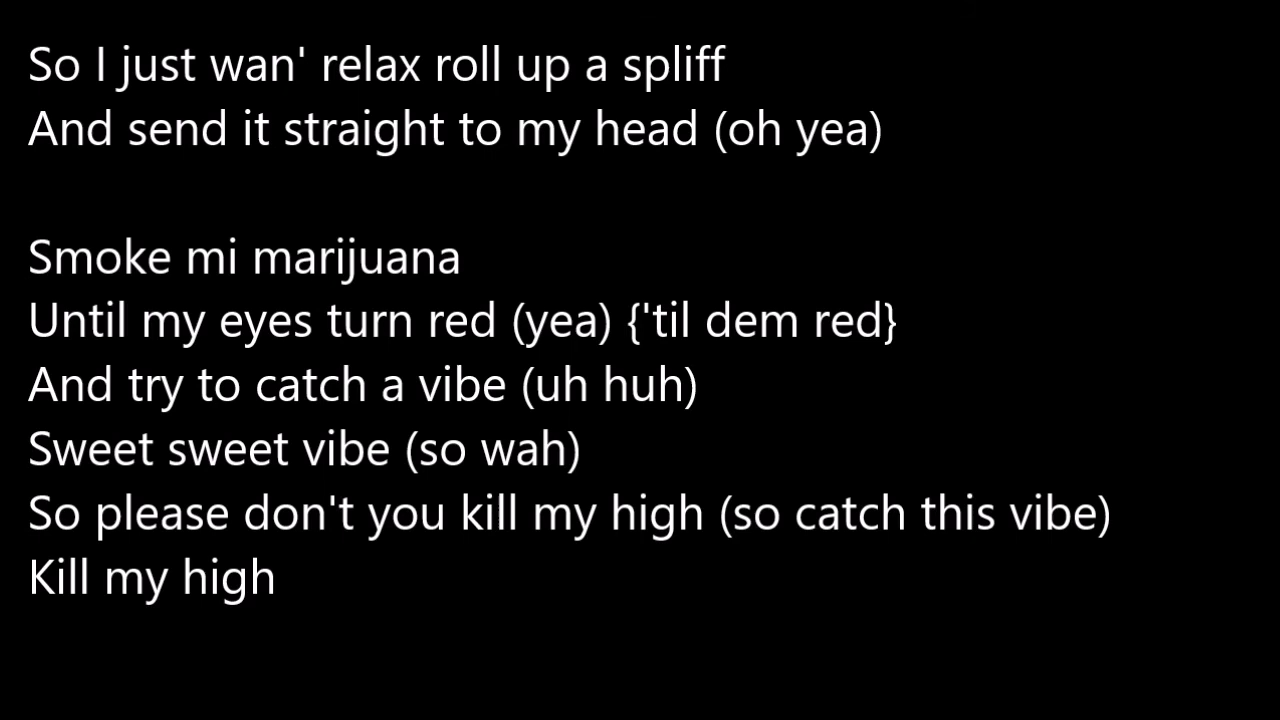 So I just wan' relax roll up a spliff
And send it straight to my head (oh yea)
Smoke mi marijuana
Until my eyes turn red (yea) {'til dem red}
And try to catch a vibe (uh huh)
Sweet sweet vibe (so wah)
So please don't you kill my high (so catch this vibe)
Kill my high